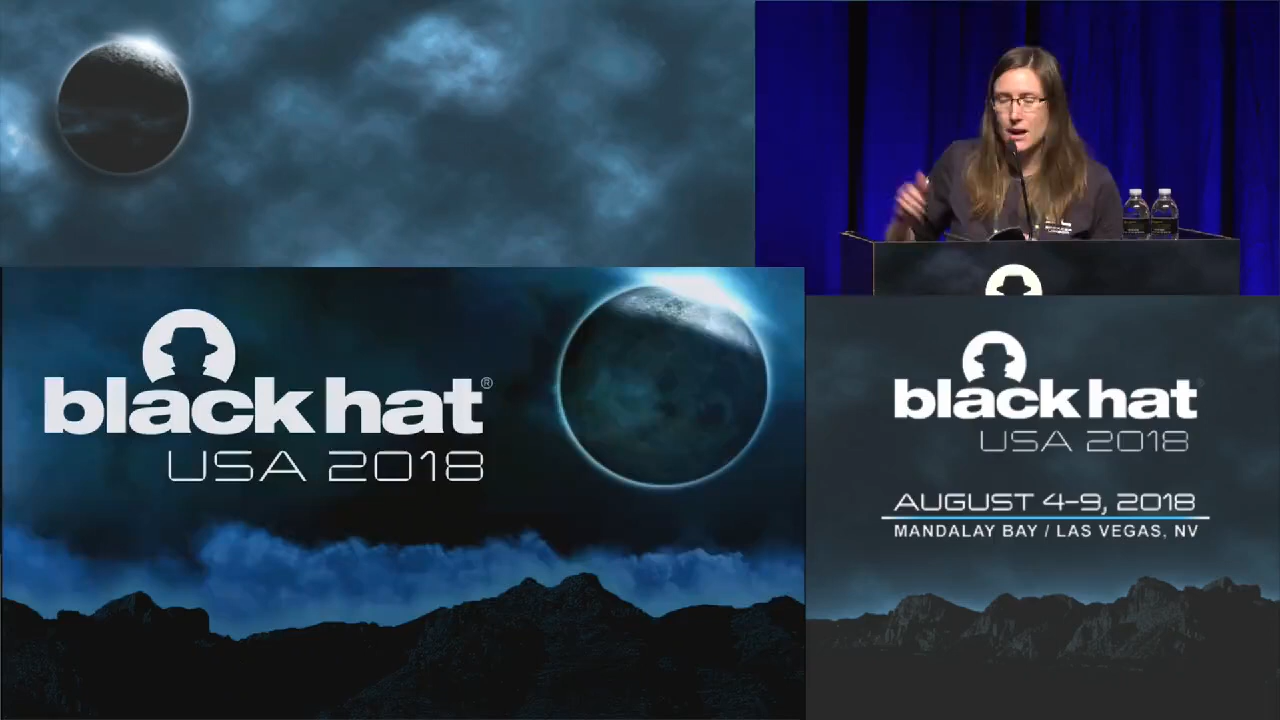 black hat®
USA 2018
black hat
USA 2018
AUGUST 4-9, 2018
MANDALAY BAY / LAS VEGAS, NV